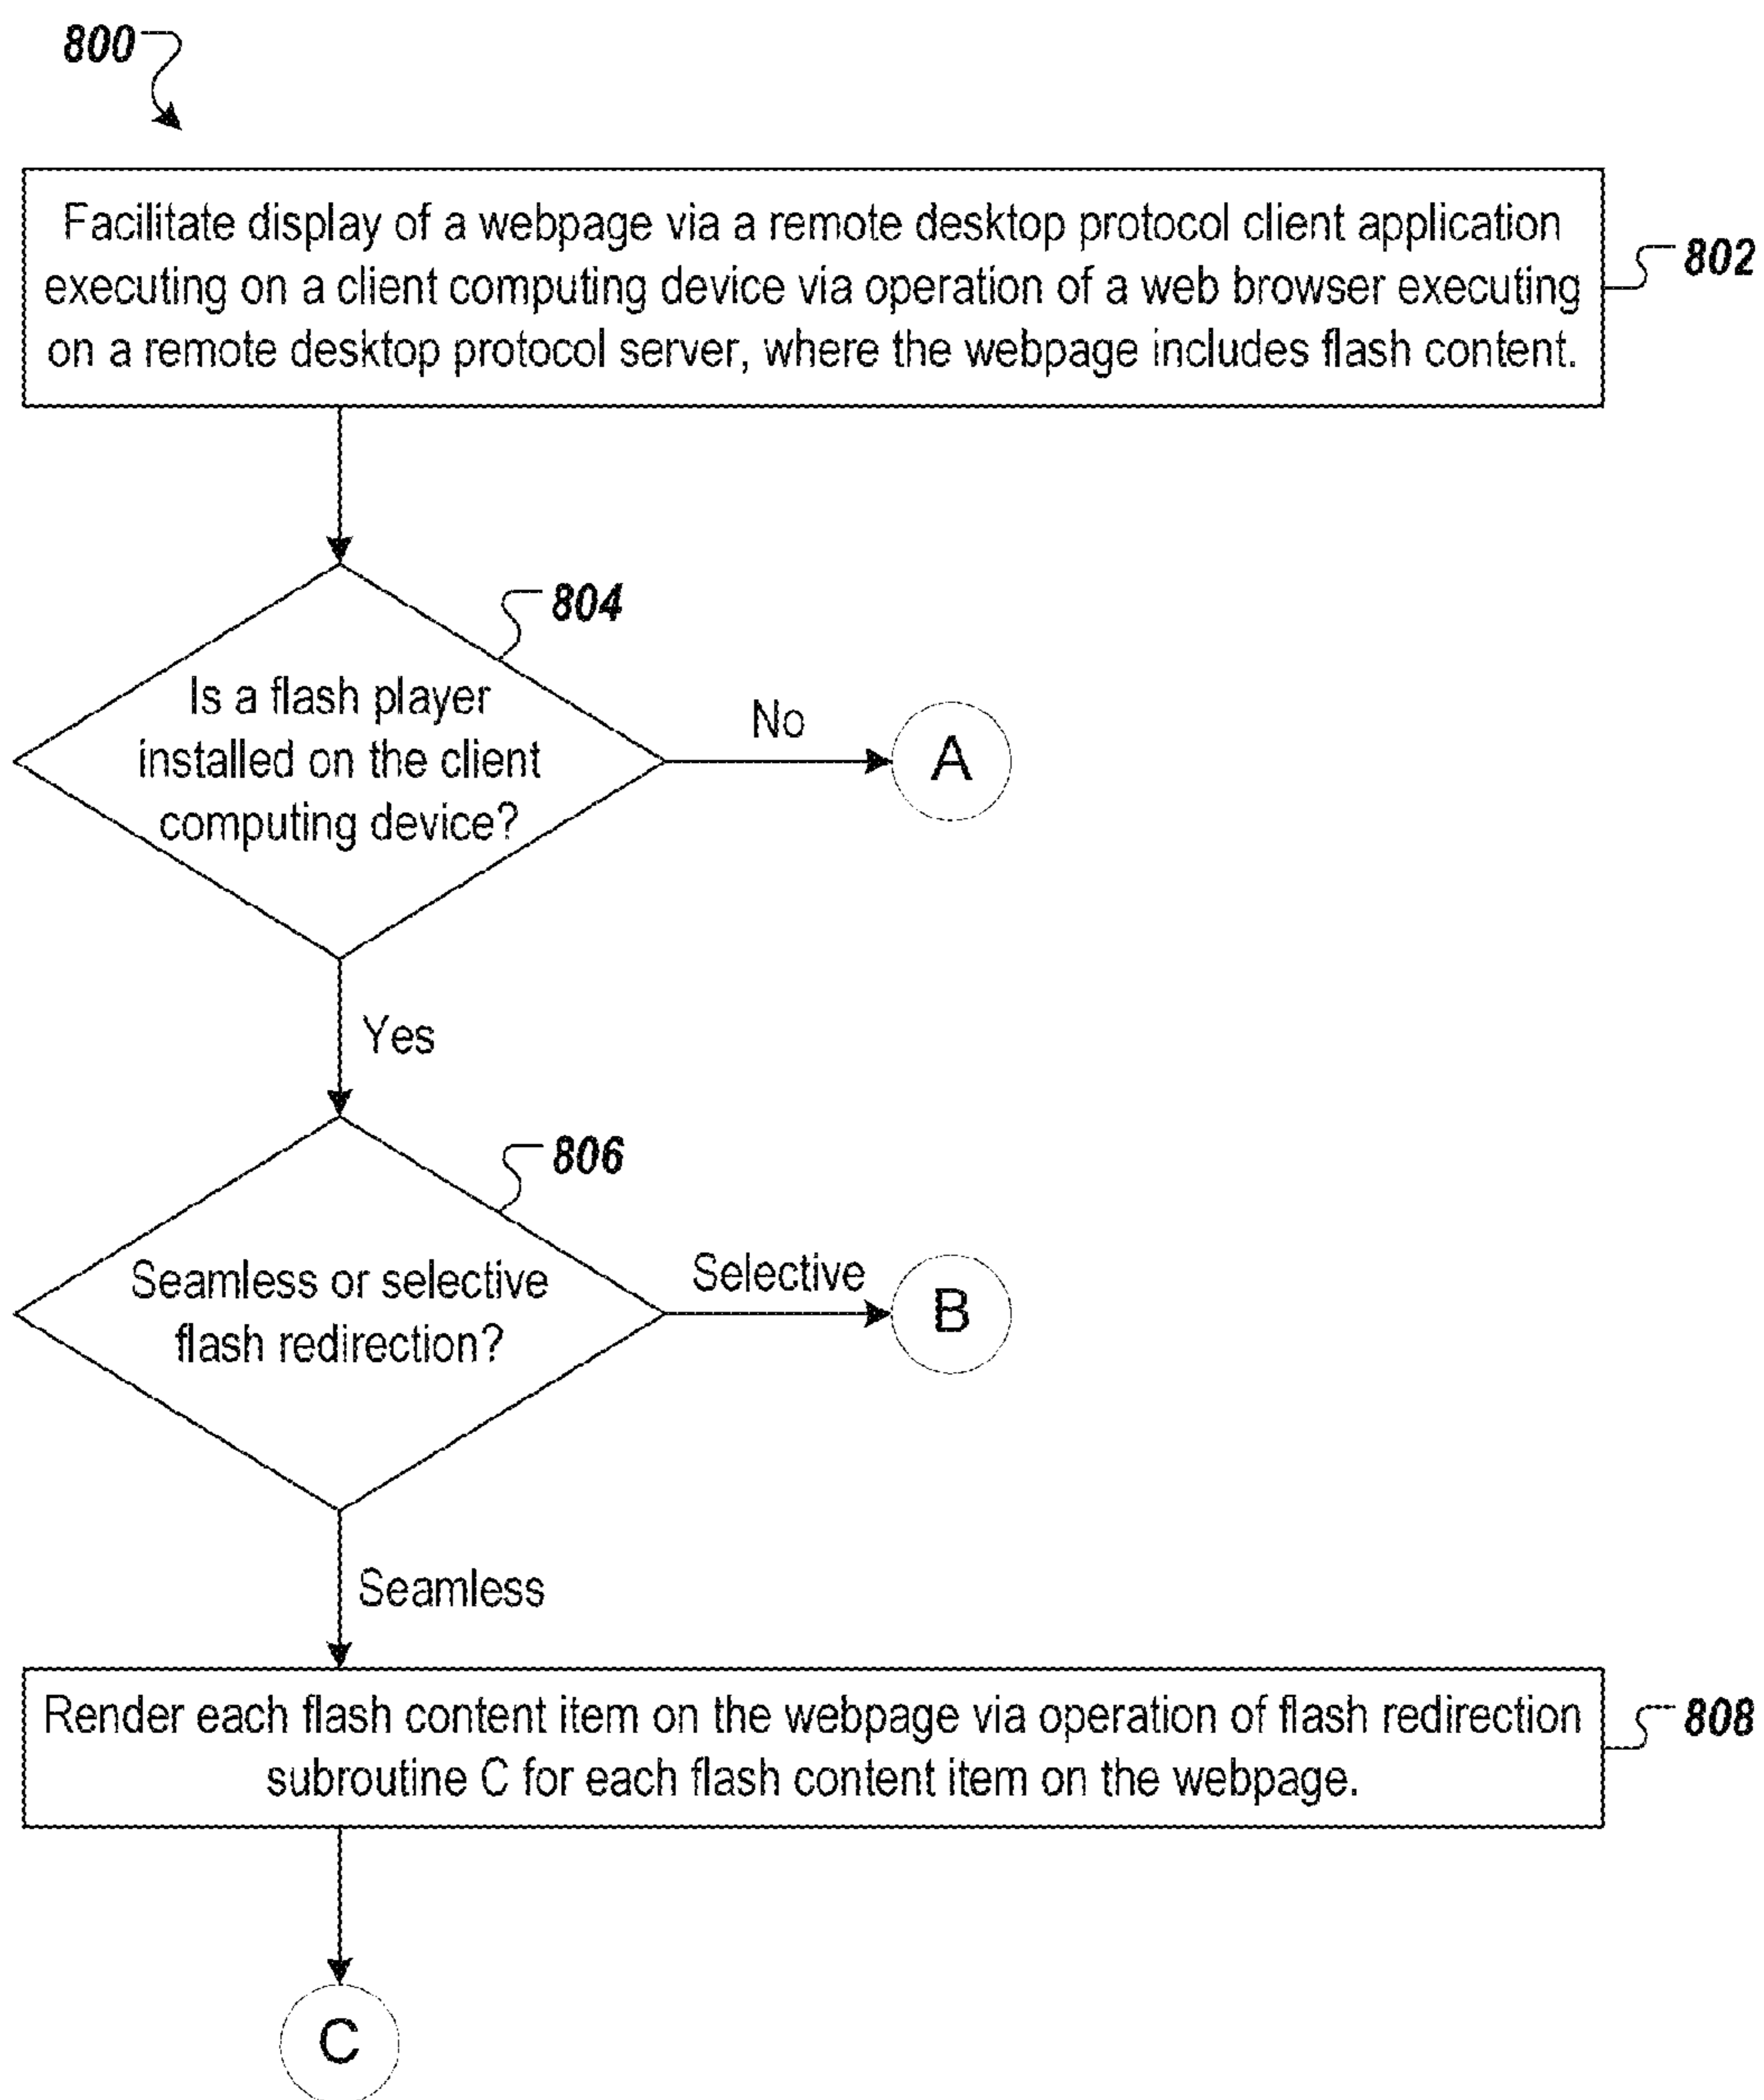 800
Facilitate display of a webpage via a remote desktop protocol client application
executing on a client computing device via operation of a web browser executing
on a remote desktop protocol server, where the webpage includes flash content.
802
804
Is a flash player
installed on the client
computing device?
No
A
Yes
806
Seamless or selective
flash redirection?
Selective
B
Seamless
Render each flash content item on the webpage via operation of flash redirection
subroutine C for each flash content item on the webpage.
808
C